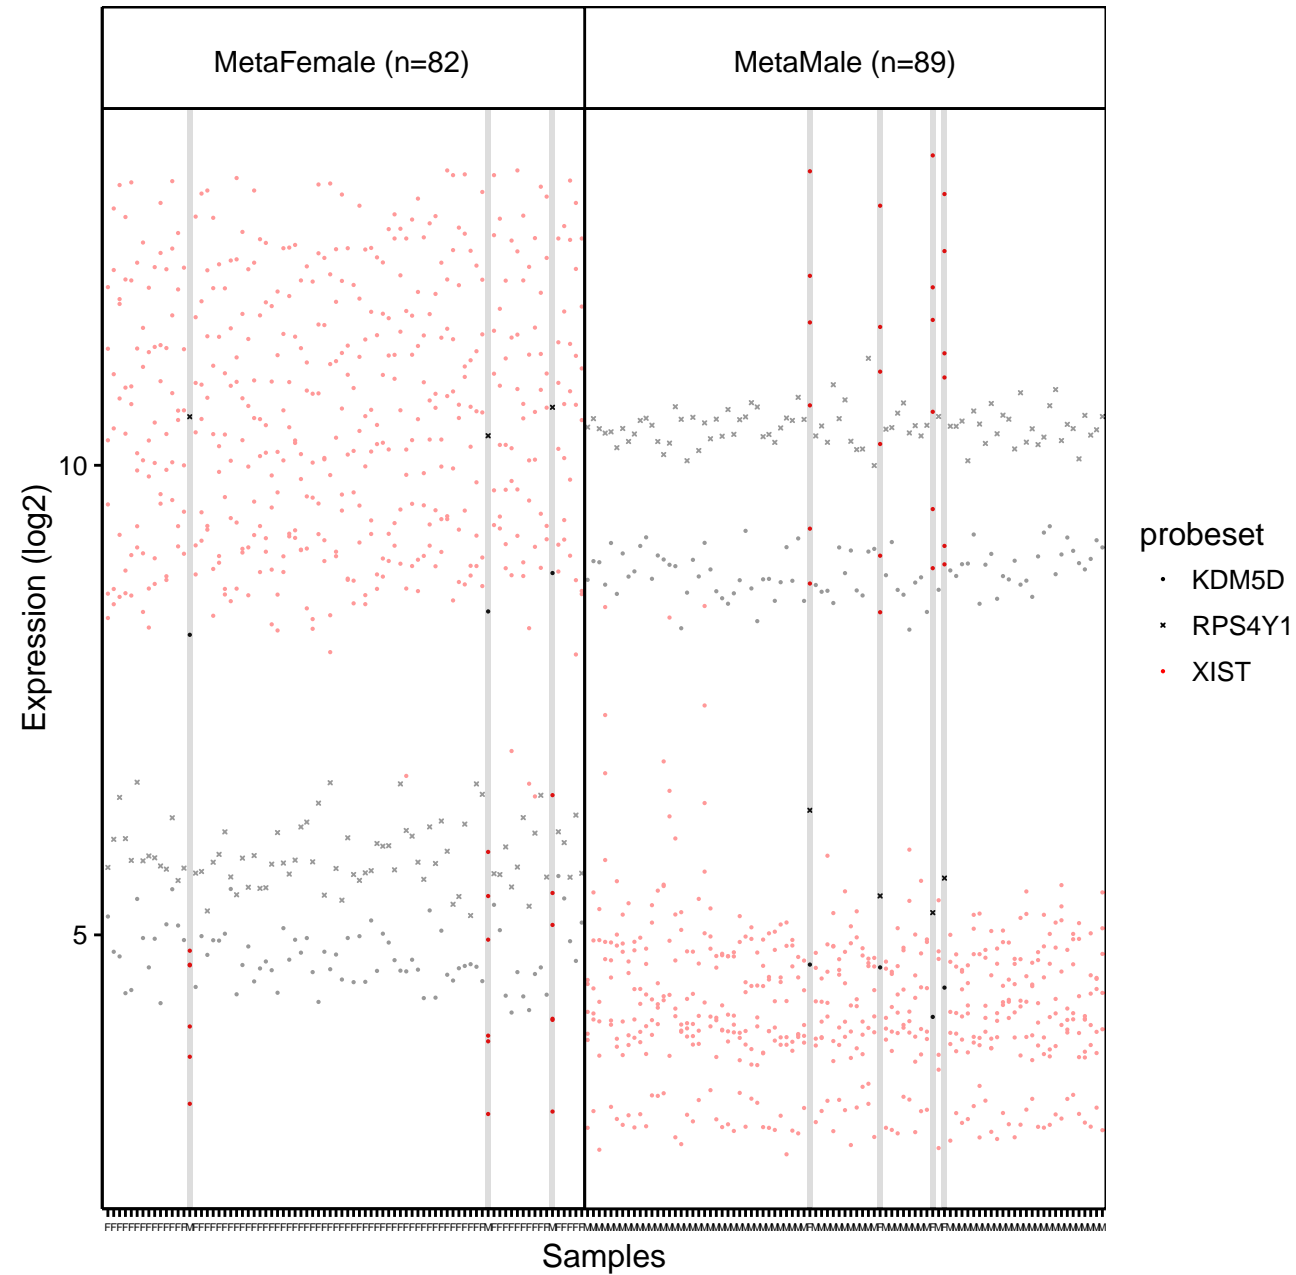 MetaFemale (n=82)
MetaMale (n=89)
Expression (log2)
10
5
Samples
probeset
KDM5D
RPS4Y1
XIST